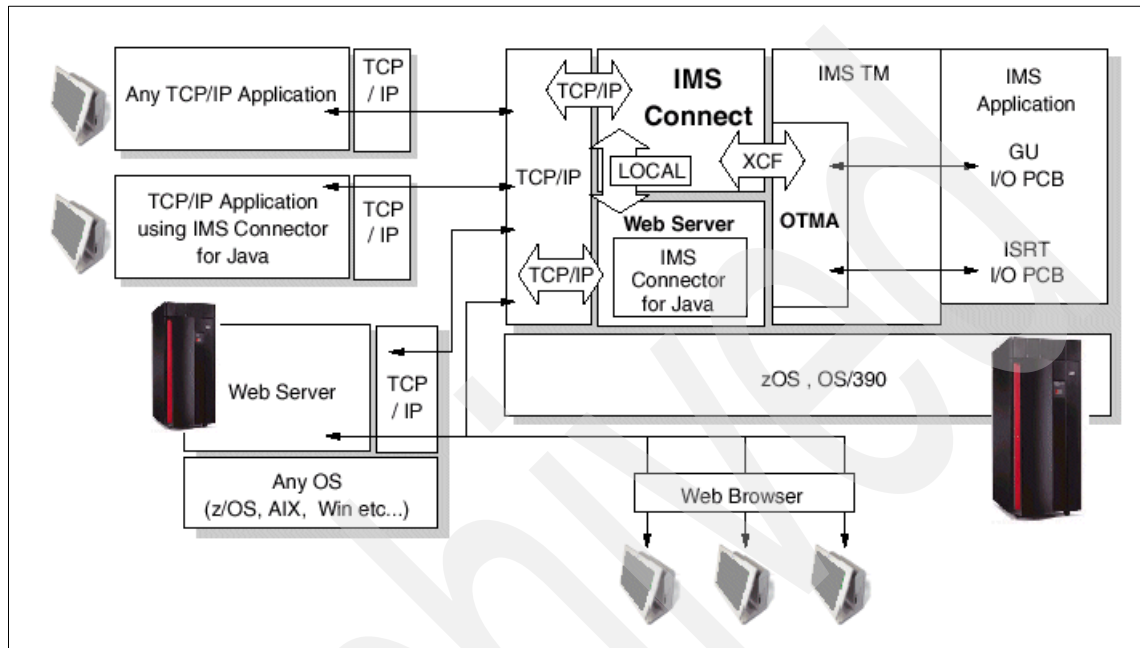 Any TCP/IP Application
TCP
/ IP
TCP/IP Application
using IMS Connector
for Java
TCP
/ IP
Web Server
TCP
/ IP
Any OS
(z/OS, AIX, Win etc...)
TCP/IP
TCP/IP
IMS
Connect
LOCAL
XCF
TCP/IP
Web Server
IMS
Connector
for Java
IMS TM
OTMA
IMS
Application
GU
I/O PCB
ISRT
I/O PCB
zOS , OS/390
Web Browser